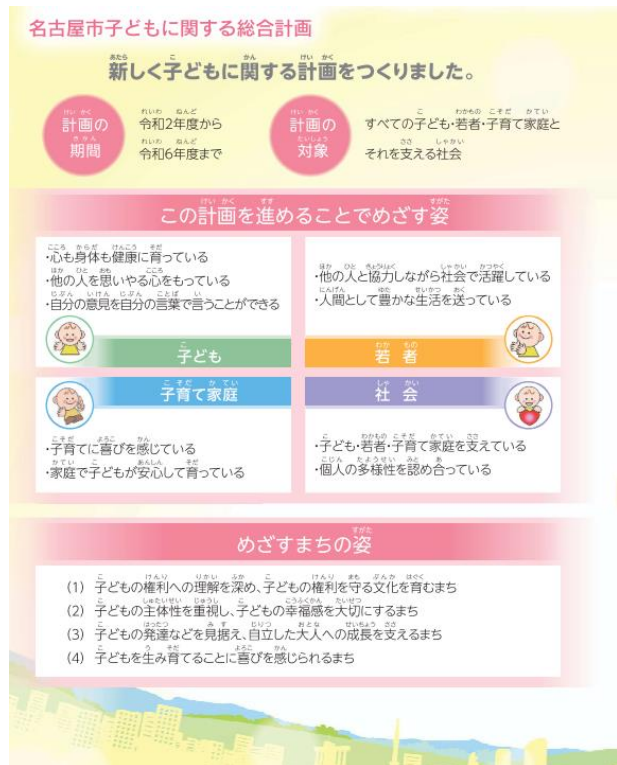 名古屋市子どもに関する総合計画
新しく子どもに関する計画をつくりました。
計画の
期間
令和2年度から
令和6年度まで
計画の
対象
すべての子ども・若者・子育て家庭と
それを支える社会
この計画を進めることでめざす姿
・心も身体も健康に育っている
・他の人を思いやる心をもっている
・自分の意見を自分の言葉で言うことができる
子ども
・他の人と協力しながら社会で活躍している
・人間として豊かな生活を送っている
若者
子育て家庭
・子育てに喜びを感じている
・家庭で子どもが安心して育っている
社会
・子ども・若者・子育て家庭を支えている
・個人の多様性を認め合っている
めざすまちの姿
(1) 子どもの権利への理解を深め、子どもの権利を守る文化を育むまち
(2) 子どもの主体性を重視し、子どもの幸福感を大切にするまち
(3) 子どもの発達などを見据え、自立した大人への成長を支えるまち
(4) 子どもを生み育てることに喜びを感じられるまち